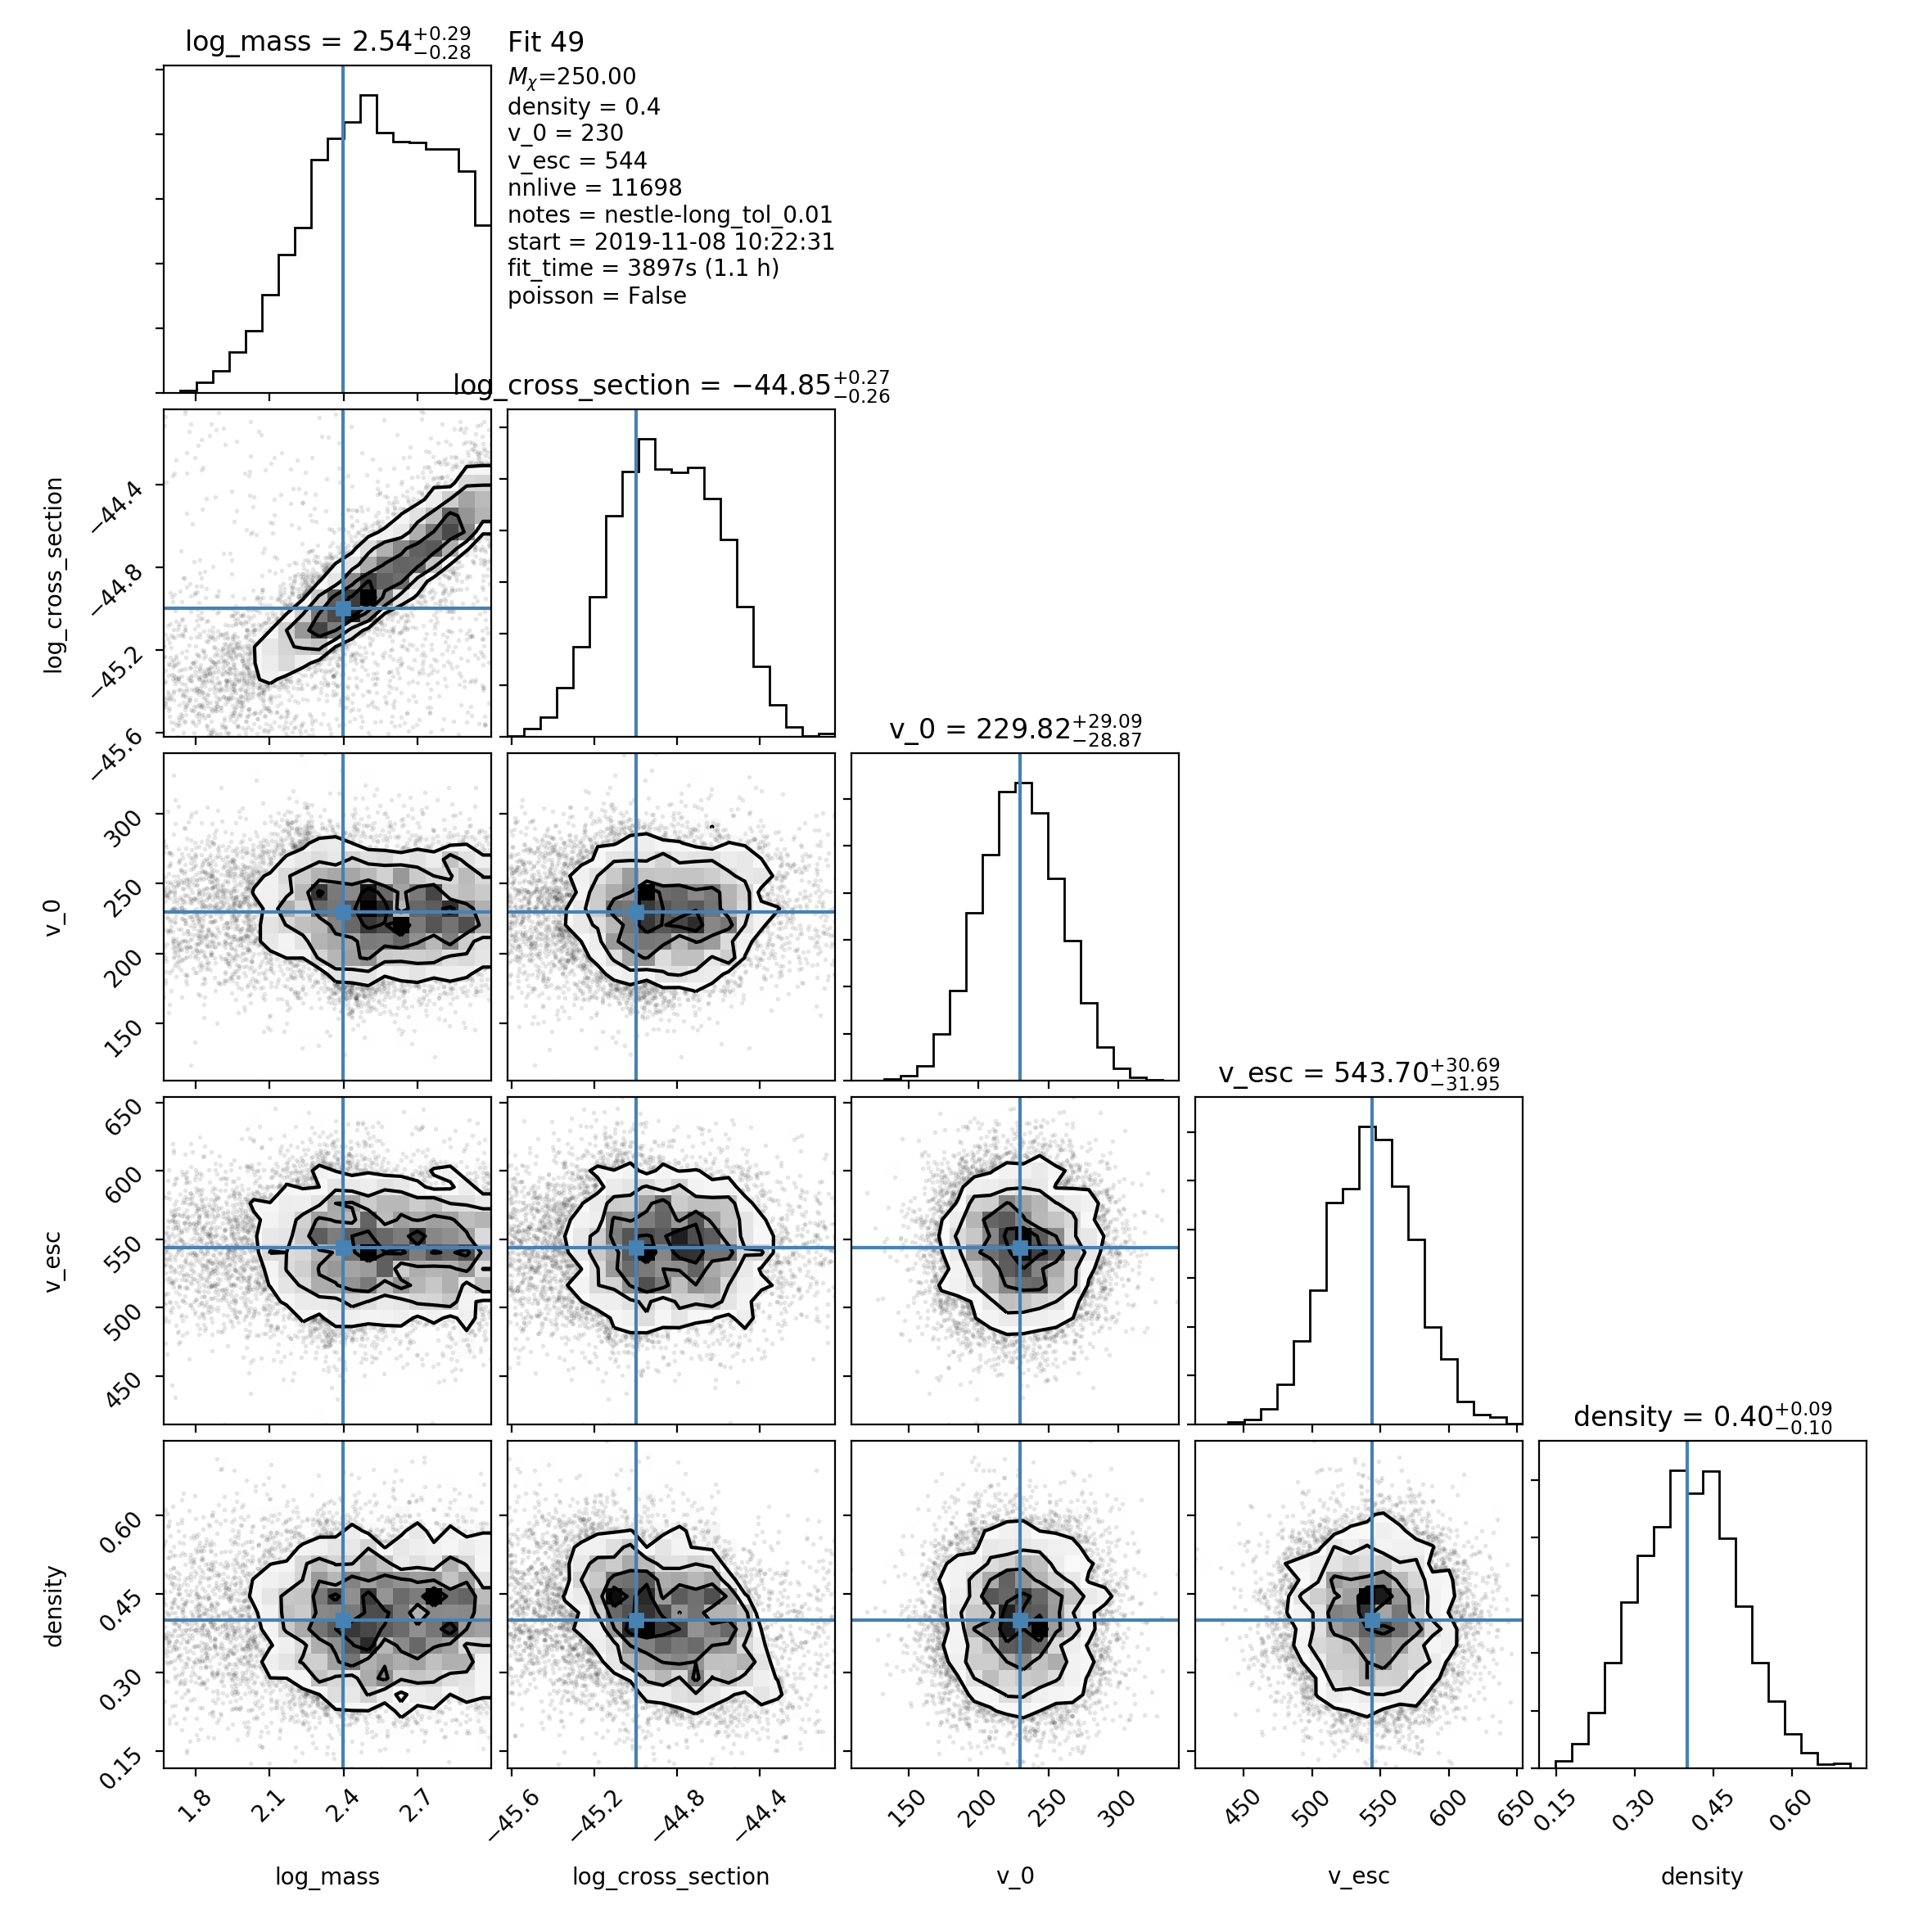 log_mass = 2.54+0.29−0.28
Fit 49
Mχ=250.00
density = 0.4
v_0 = 230
v_esc = 544
nnlive = 11698
notes = nestle-long_tol_0.01
start = 2019-11-08 10:22:31
fit_time = 3897s (1.1 h)
poisson = False
log_cross_section = −44.85+0.27−0.26
log_cross_section
−44.4
−44.8
−45.2
−45.6
v_0 = 229.82+29.09−28.87
v_0
300
250
200
150
v_esc = 543.70+30.69−31.95
v_esc
650
600
550
500
450
density = 0.40+0.09−0.10
density
0.60
0.45
0.30
0.15
1.8 2.1 2.4 2.7
−45.6 −45.2 −44.8 −44.4
150 200 250 300
450 500 550 600 650
0.15 0.30 0.45 0.60
log_mass
log_cross_section
v_0
v_esc
density